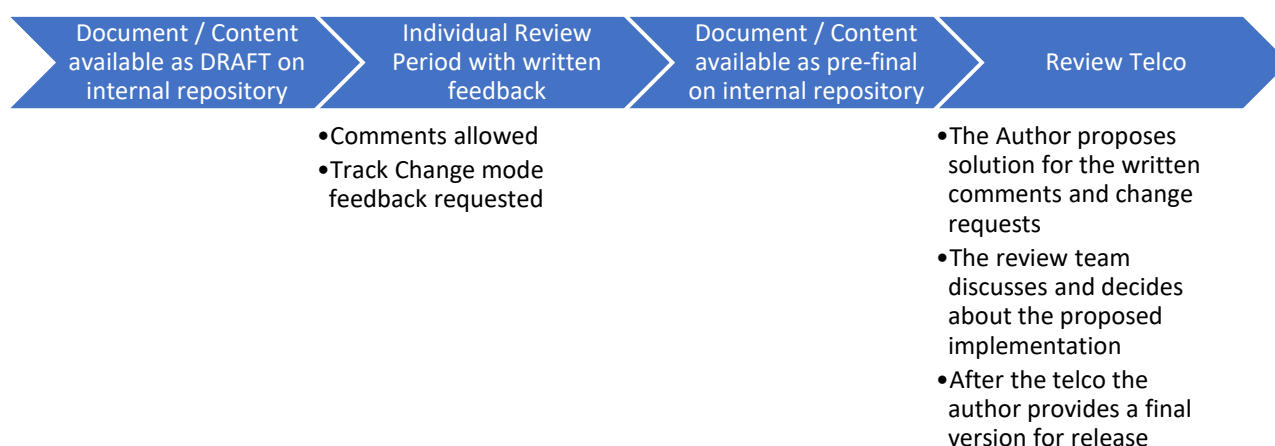 Document / Content
available as DRAFT on
internal repository
Individual Review
Period with written
feedback
Document / Content
available as pre-final
on internal repository
Review Telco
•Comments allowed
•Track Change mode
feedback requested
•The Author proposes
solution for the written
comments and change
requests
•The review team
discusses and decides
about the proposed
implementation
•After the telco the
author provides a final
version for release